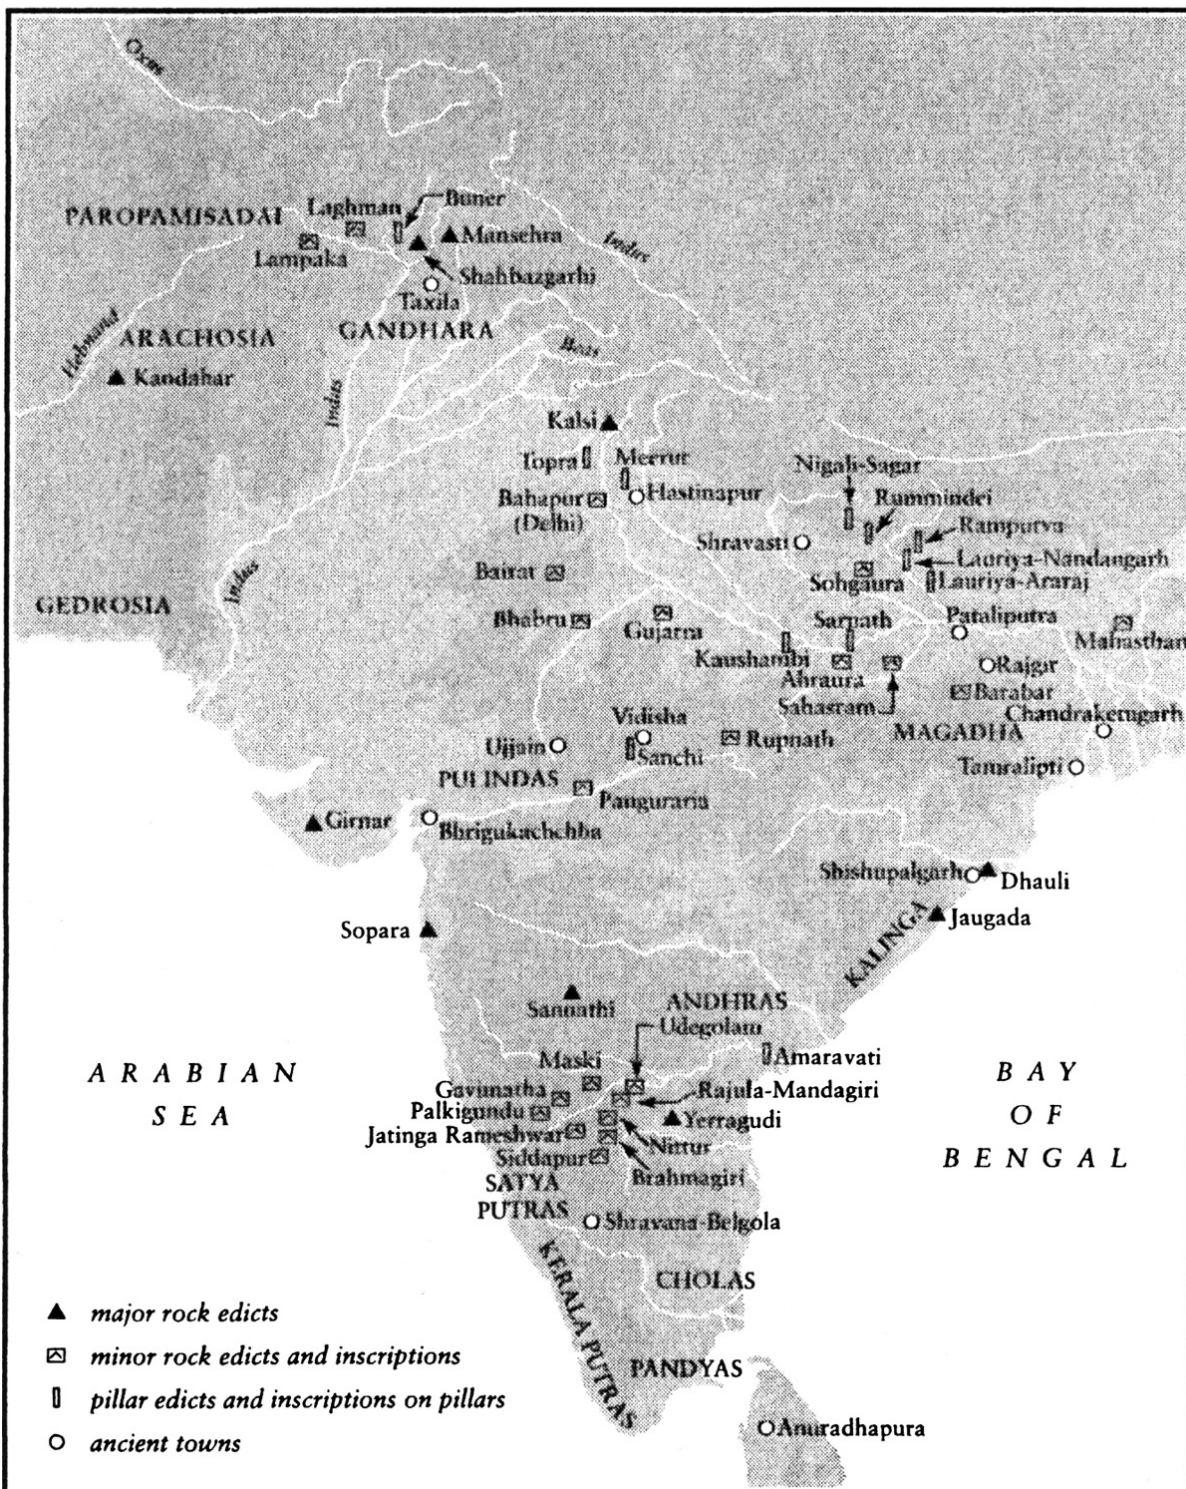 Oxus
PAROPAMISADAI
Laghman
Buner
Lampaka
Mansehra
Indus
Shahbazgarhi
Taxila
Helmand
ARACHOSIA
GANDHARA
Beas
Kandahar
Indus
Kalsi
Topra
Meerut
Nigali-Sagar
Bahapur
(Delhi)
Hastinapur
Rummindei
Rampurva
Shravasti
Lauriya-Nandangarh
Bairat
Sohgaura
Lauriya-Araraj
Indus
GEDROSIA
Bhabru
Gujarra
Sarnath
Pataliputra
Mahasthan
Kaushambi
Ahraura
Rajgir
Sahasram
Barabar
Chandraketugarh
Vidisha
Ujjain
Sanchi
Rupnath
MAGADHA
Tamralipti
PULINDAS
Panguraria
Girnar
Bhrigukachchha
Shishupalgarh
Dhauli
Jaugada
KALINGA
Sopara
Sannathi
ANDHRAS
Udegolam
Amaravati
ARABIAN
SEA
BAY
OF
BENGAL
Maski
Gavimatha
Rajula-Mandagiri
Palkigundu
Yerragudi
Jatinga Rameshwar
Nittur
Siddapur
Brahmagiri
SATYA
PUTRAS
Shravana-Belgola
KERALA PUTRAS
CHOLAS
PANDYAS
Anuradhapura
major rock edicts
minor rock edicts and inscriptions
pillar edicts and inscriptions on pillars
ancient towns